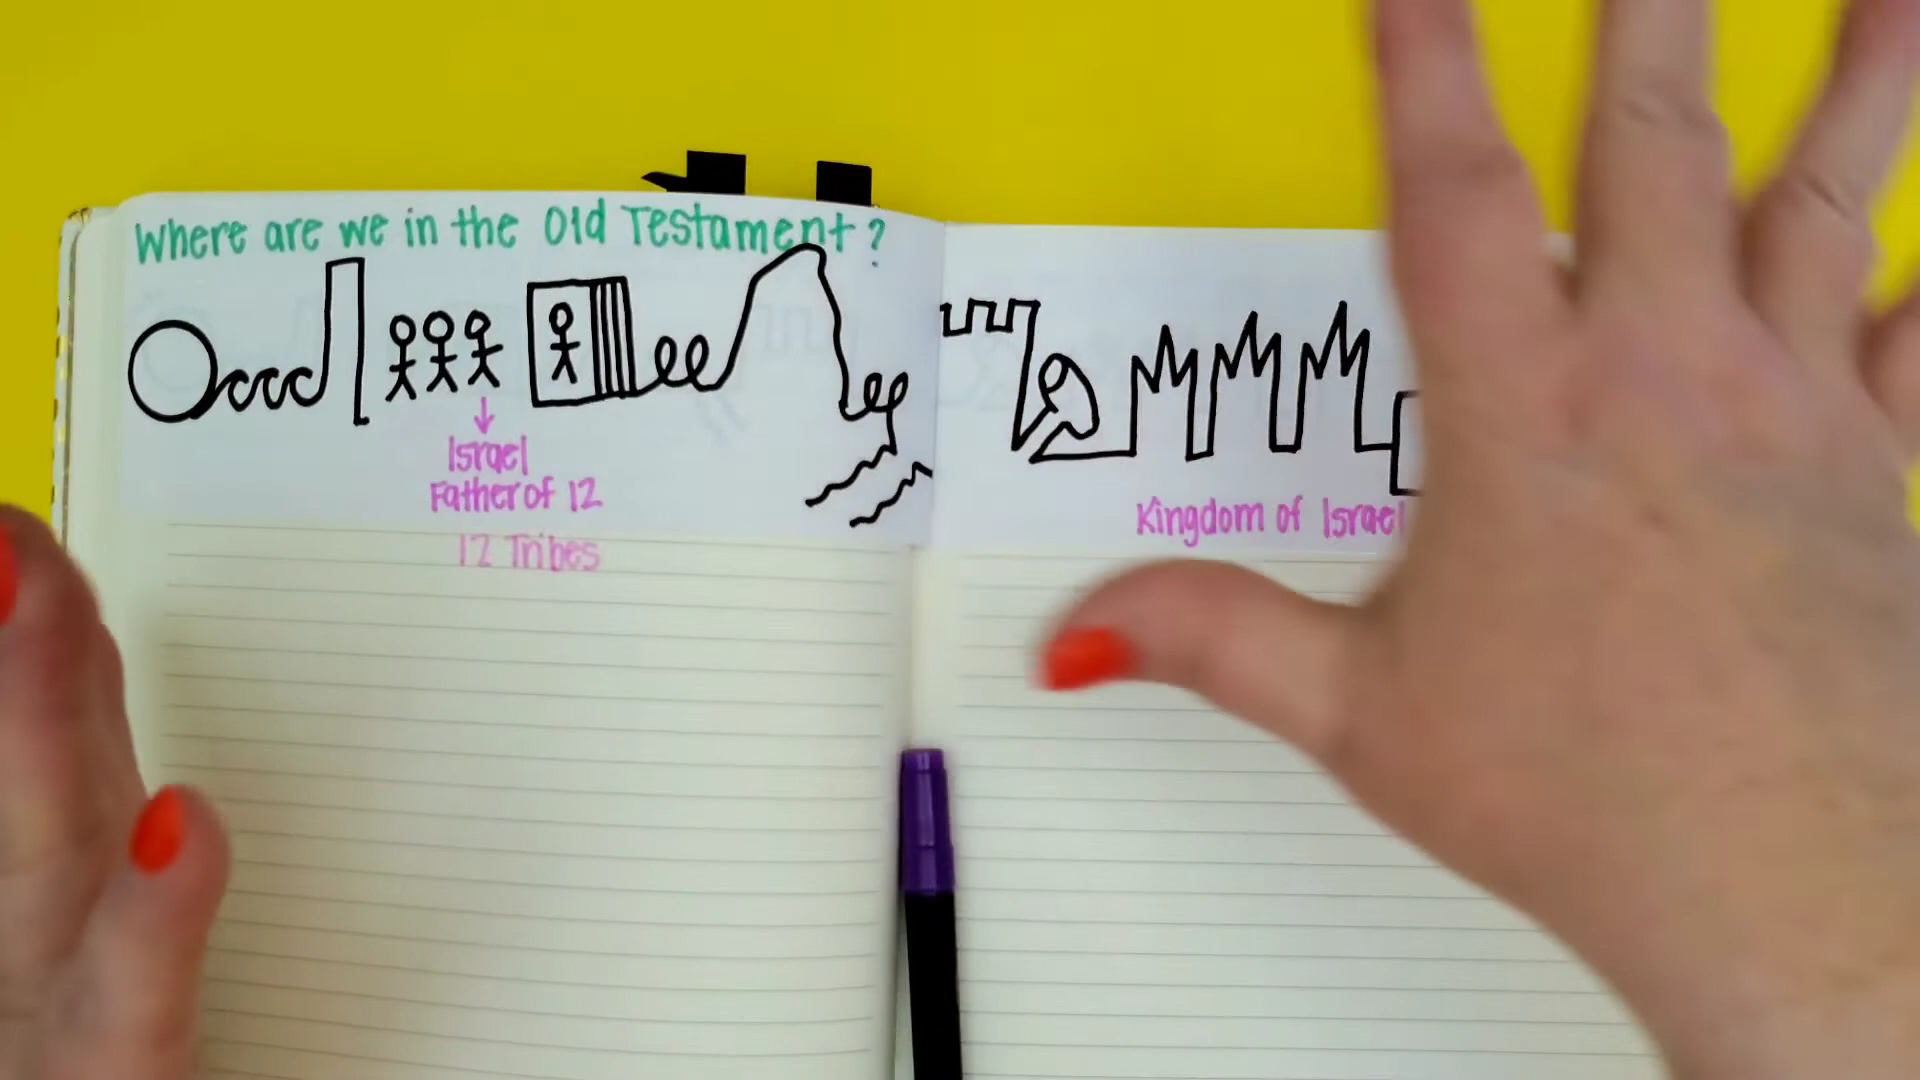 Where are we in the Old Testament?
Israel
Father of 12
12 Tribes
Kingdom of Israel